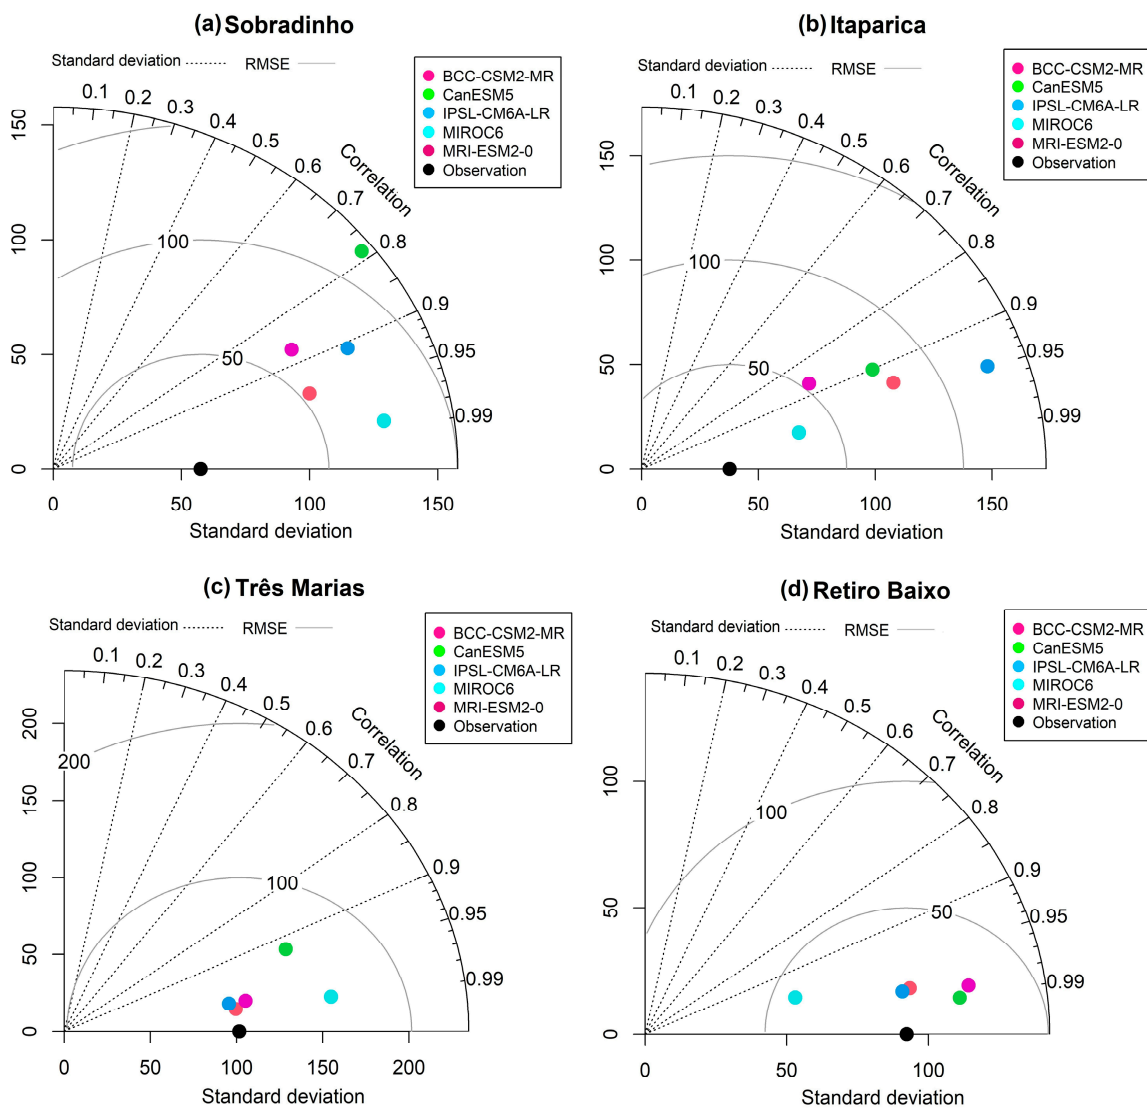 (a) Sobradinho
Standard deviation
RMSE
BCC-CSM2-MR
CanESM5
IPSL-CM6A-LR
MIROC6
MRI-ESM2-0
Observation
0.1
0.2
0.3
0.4
0.5
0.6
0.7
0.8
0.9
0.95
0.99
Correlation
150
100
50
0
100
50
0
50
100
150
Standard deviation
(b) Itaparica
Standard deviation
RMSE
BCC-CSM2-MR
CanESM5
IPSL-CM6A-LR
MIROC6
MRI-ESM2-0
Observation
0.1
0.2
0.3
0.4
0.5
0.6
0.7
0.8
0.9
0.95
0.99
Correlation
150
100
50
0
100
50
0
50
100
150
Standard deviation
(c) Três Marias
Standard deviation
RMSE
BCC-CSM2-MR
CanESM5
IPSL-CM6A-LR
MIROC6
MRI-ESM2-0
Observation
0.1
0.2
0.3
0.4
0.5
0.6
0.7
0.8
0.9
0.95
0.99
Correlation
200
150
100
50
0
200
100
0
50
100
150
200
Standard deviation
(d) Retiro Baixo
Standard deviation
RMSE
BCC-CSM2-MR
CanESM5
IPSL-CM6A-LR
MIROC6
MRI-ESM2-0
Observation
0.1
0.2
0.3
0.4
0.5
0.6
0.7
0.8
0.9
0.95
0.99
Correlation
100
50
0
100
50
0
50
100
Standard deviation